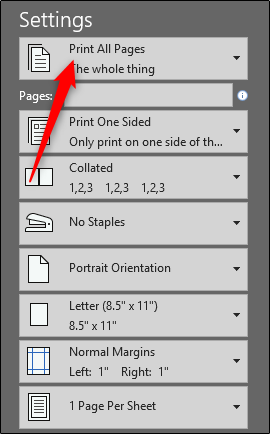 Settings
Print All Pages
The whole thing
Pages:
Print One Sided
Only print on one side of th...
Collated
1,2,3 1,2,3 1,2,3
No Staples
Portrait Orientation
Letter (8.5" x 11")
8.5" x 11"
Normal Margins
Left: 1" Right: 1"
1 Page Per Sheet